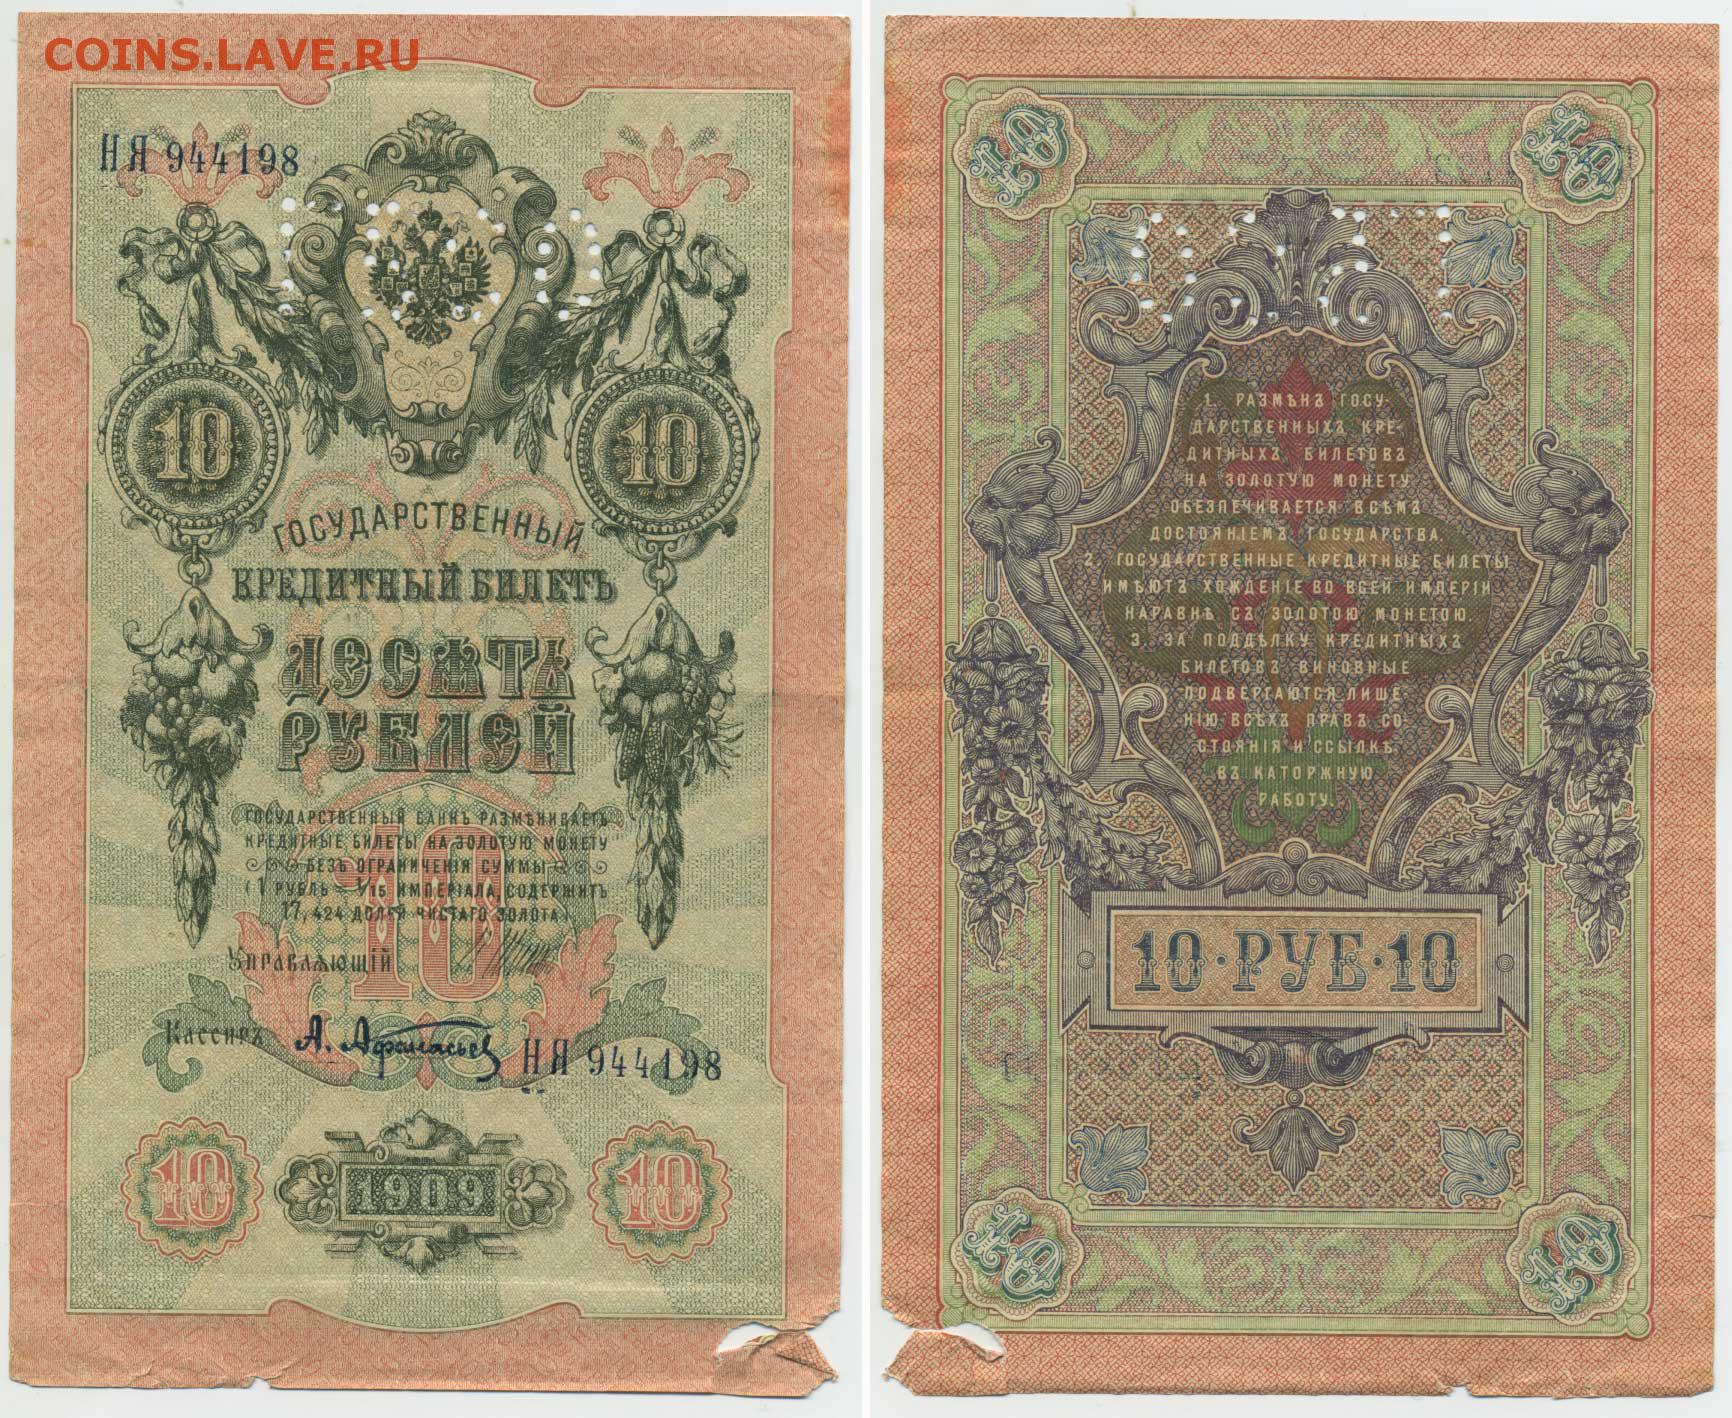 COINS.LAVE.RU
НЯ 944198
10 10
ГОСУДАРСТВЕННЫЙ
КРЕДИТНЫЙ БИЛЕТЪ
ДЕСЯТЬ
РУБЛЕЙ
ГОСУДАРСТВЕННЫЙ БАНКЪ РАЗМѢНИВАЕТЪ
КРЕДИТНЫЕ БИЛЕТЫ НА ЗОЛОТУЮ МОНЕТУ
БЕЗЪ ОГРАНИЧЕНІЯ СУММЫ
(1 РУБЛЬ = 1/15 ИМПЕРІАЛА, СОДЕРЖИТЪ
17,424 ДОЛЕЙ ЧИСТАГО ЗОЛОТА)
10
УПРАВЛЯЮЩІЙ
КАССИРЪ А. Афанасьев
НЯ 944198
10 1909 10
10 10
1. РАЗМѢНЪ ГОСУ-
ДАРСТВЕННЫХЪ КРЕ-
ДИТНЫХЪ БИЛЕТОВЪ
НА ЗОЛОТУЮ МОНЕТУ
ОБЕЗПЕЧИВАЕТСЯ ВСѢМЪ
ДОСТОЯНІЕМЪ ГОСУДАРСТВА.
2. ГОСУДАРСТВЕННЫЕ КРЕДИТНЫЕ БИЛЕТЫ
ИМѢЮТЪ ХОЖДЕНІЕ ВО ВСЕЙ ИМПЕРІИ
НАРАВНѢ СЪ ЗОЛОТОЮ МОНЕТОЮ.
3. ЗА ПОДДѢЛКУ КРЕДИТНЫХЪ
БИЛЕТОВЪ ВИНОВНЫЕ
ПОДВЕРГАЮТСЯ ЛИШЕ-
НІЮ ВСѢХЪ ПРАВЪ СО-
СТОЯНІЯ И ССЫЛКѢ
ВЪ КАТОРЖНУЮ
РАБОТУ.
10·РУБ·10
10 10